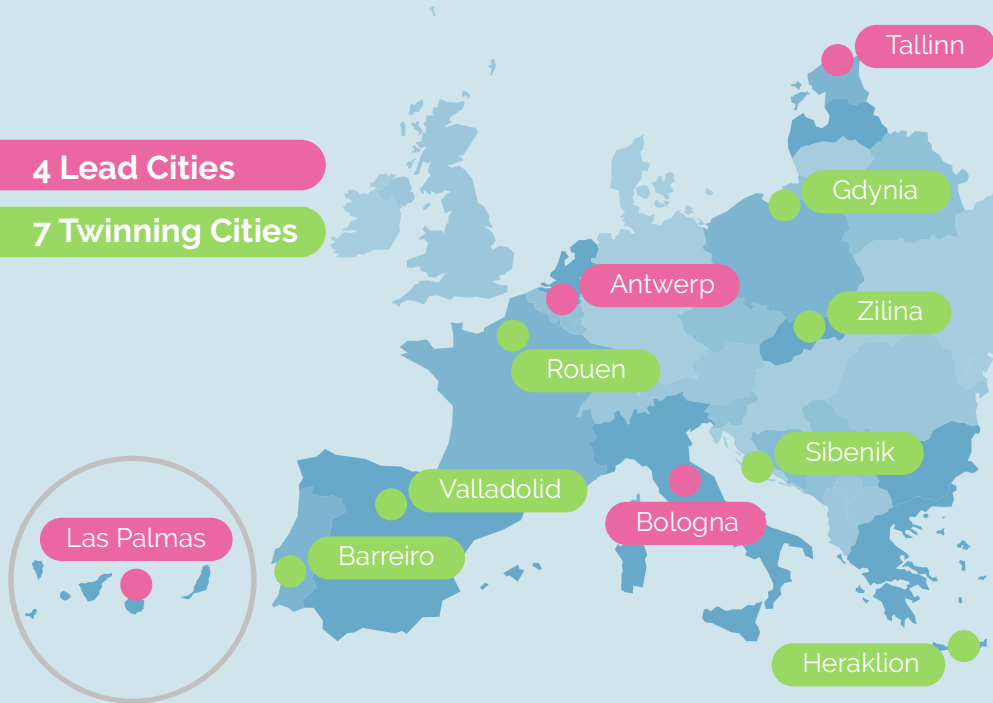 Tallinn
4 Lead Cities
Gdynia
7 Twinning Cities
Antwerp
Zilina
Rouen
Sibenik
Valladolid
Bologna
Las Palmas
Barreiro
Heraklion